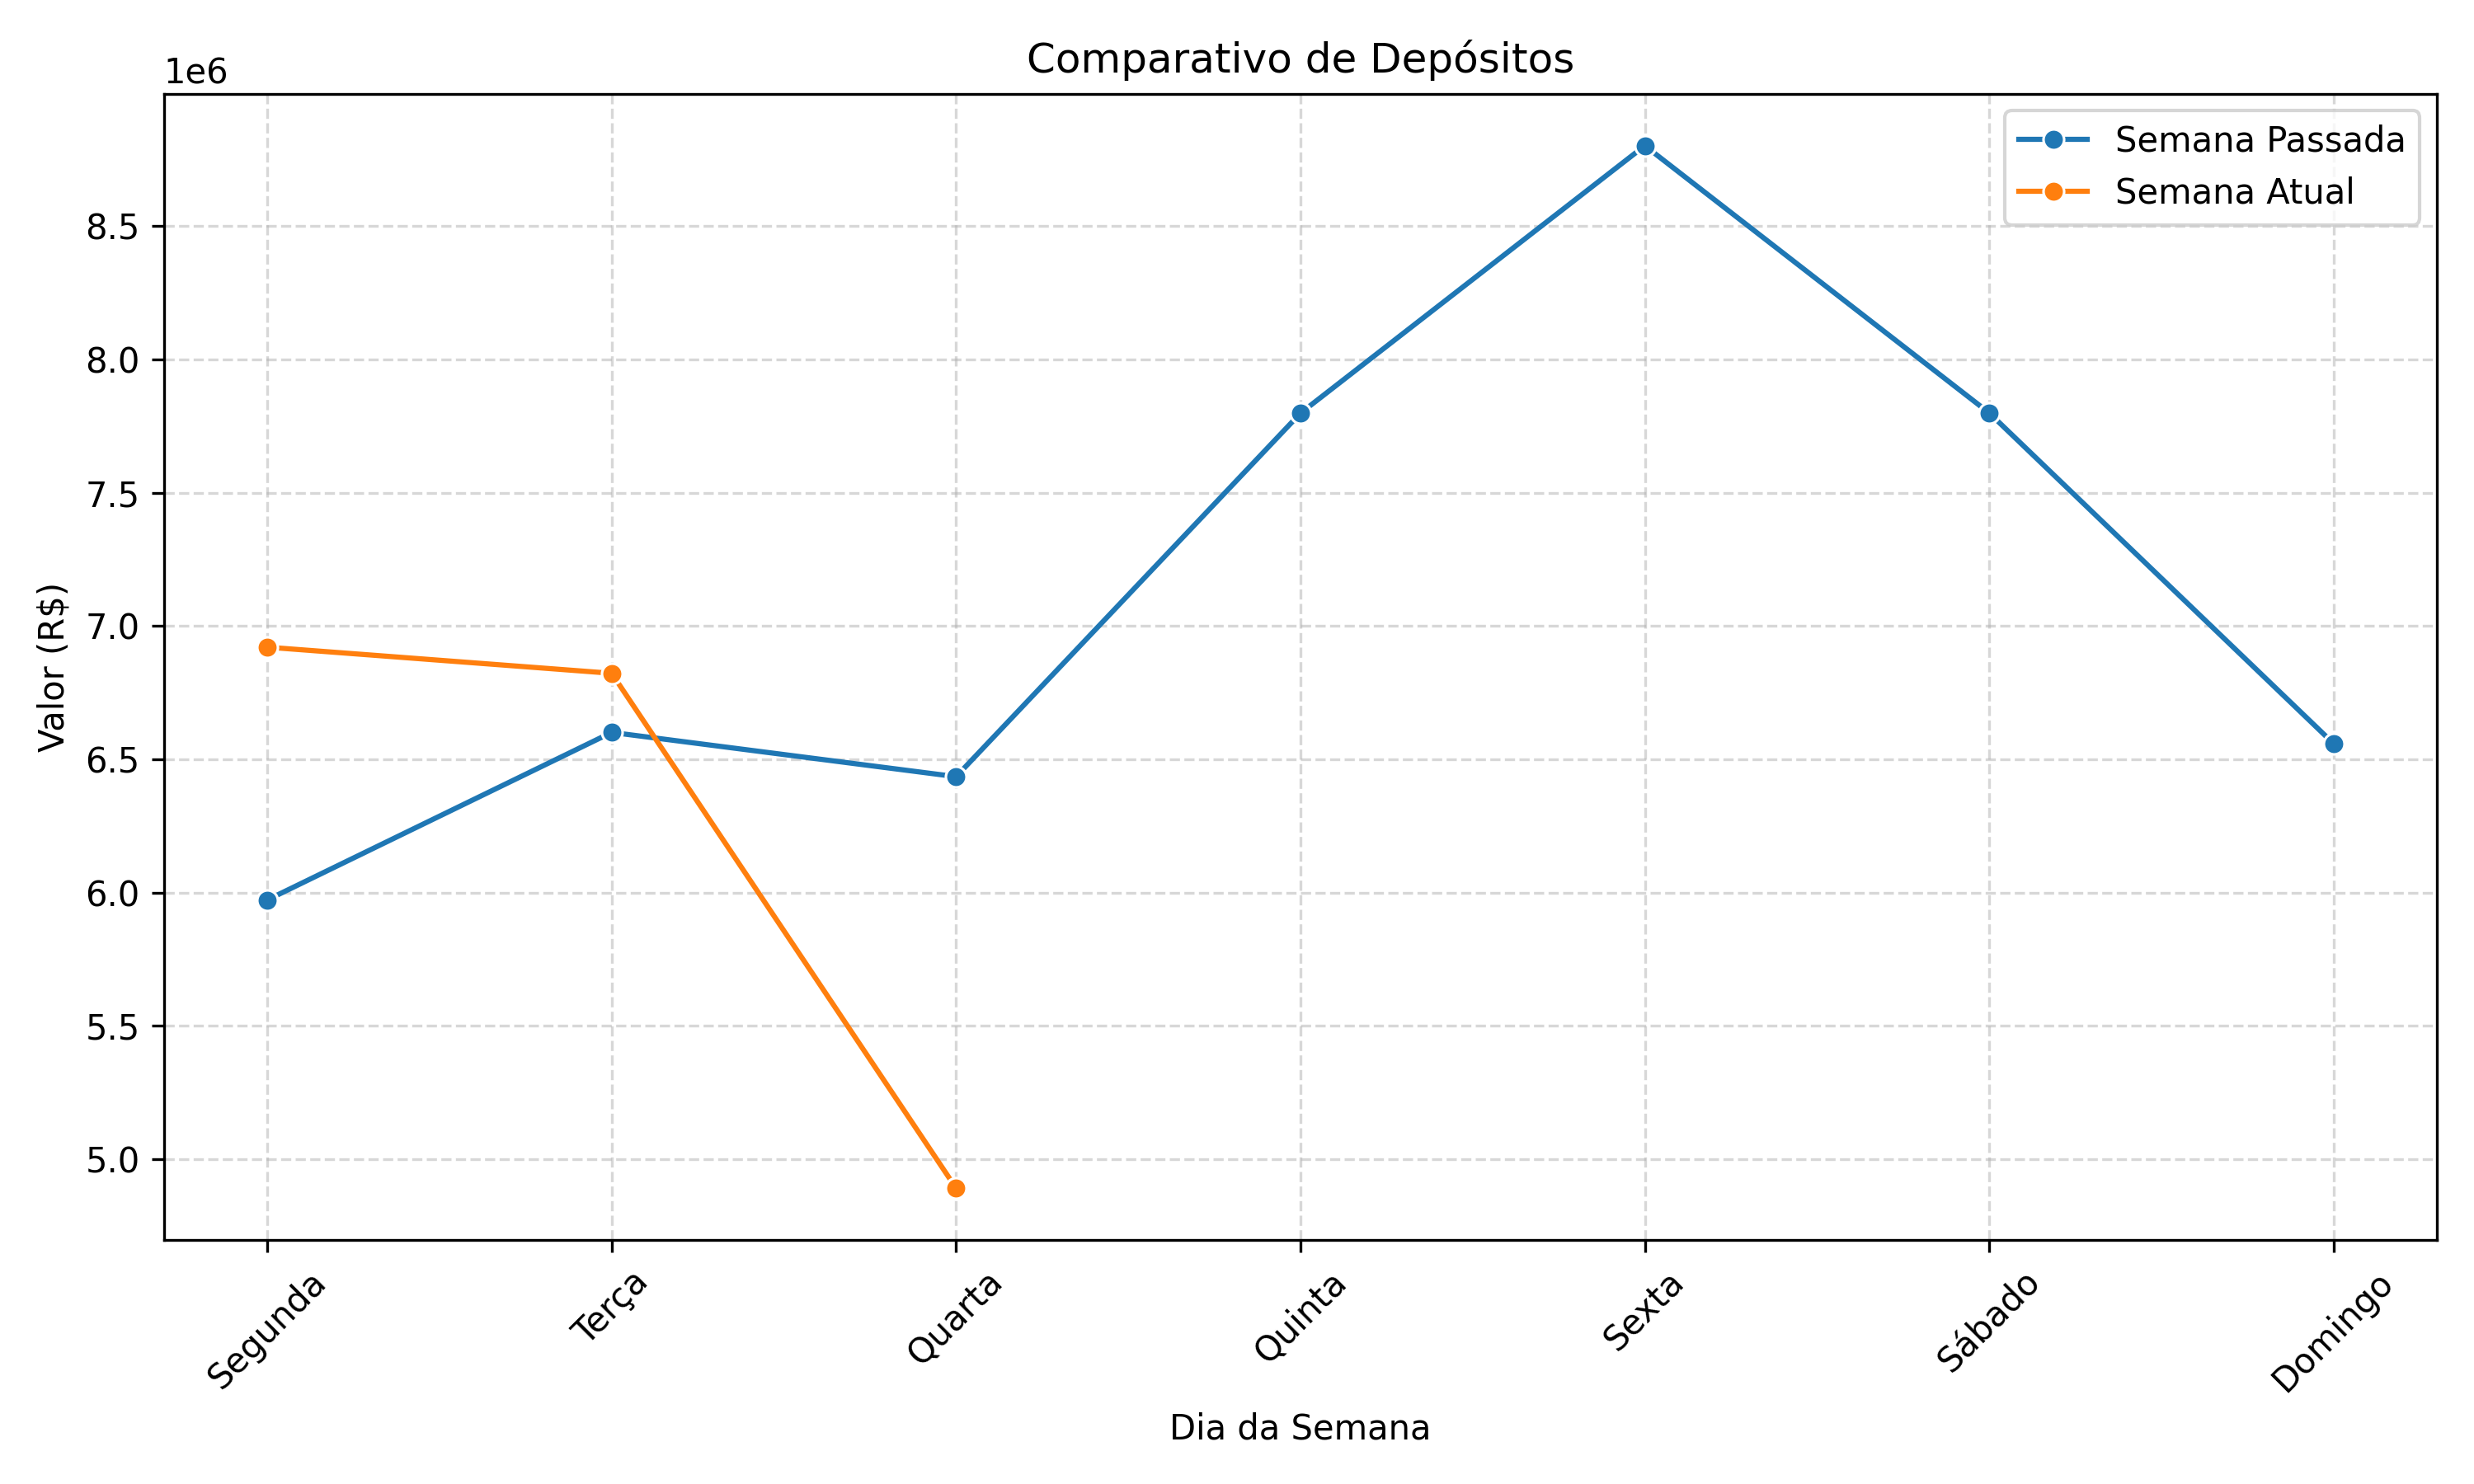 Comparativo de Depósitos
1e6
Semana Passada
Semana Atual
8.5
8.0
7.5
7.0
6.5
6.0
5.5
5.0
Valor (R$)
Segunda
Terça
Quarta
Quinta
Sexta
Sábado
Domingo
Dia da Semana